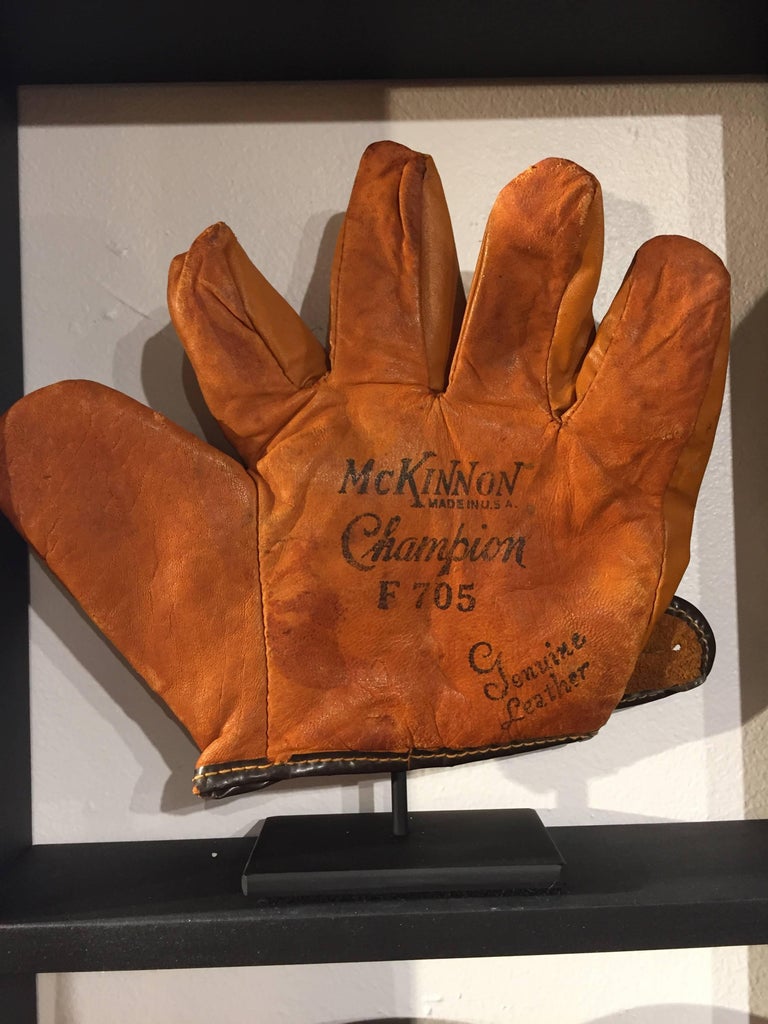 McKINNON
MADE IN U.S.A.
Champion
F 705
Genuine
Leather